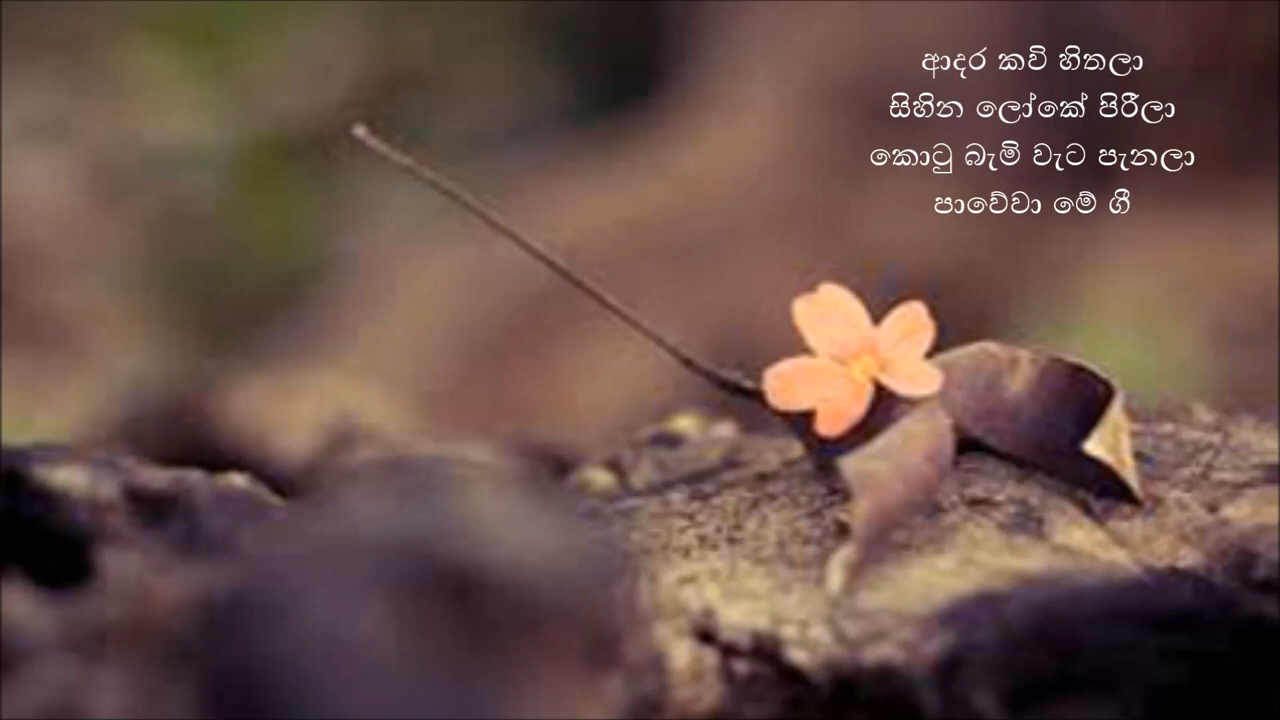 ආදර කවි හිතලා
සිහින ලෝකේ පිරීලා
කොටු බැමි වැට පැනලා
පාවේවා මේ ගී